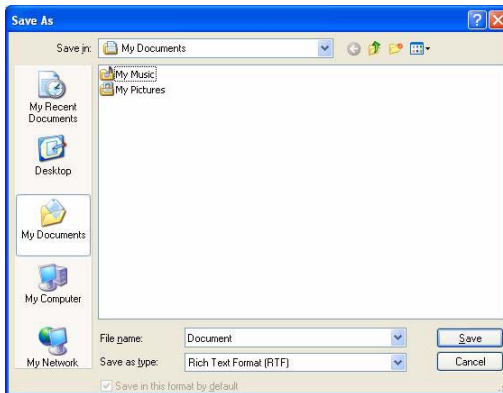 Save As
Save in:
My Documents
My Recent
Documents
Desktop
My Documents
My Computer
My Network
My Music
My Pictures
File name:
Document
Save
Save as type:
Rich Text Format (RTF)
Cancel
Save in this format by default